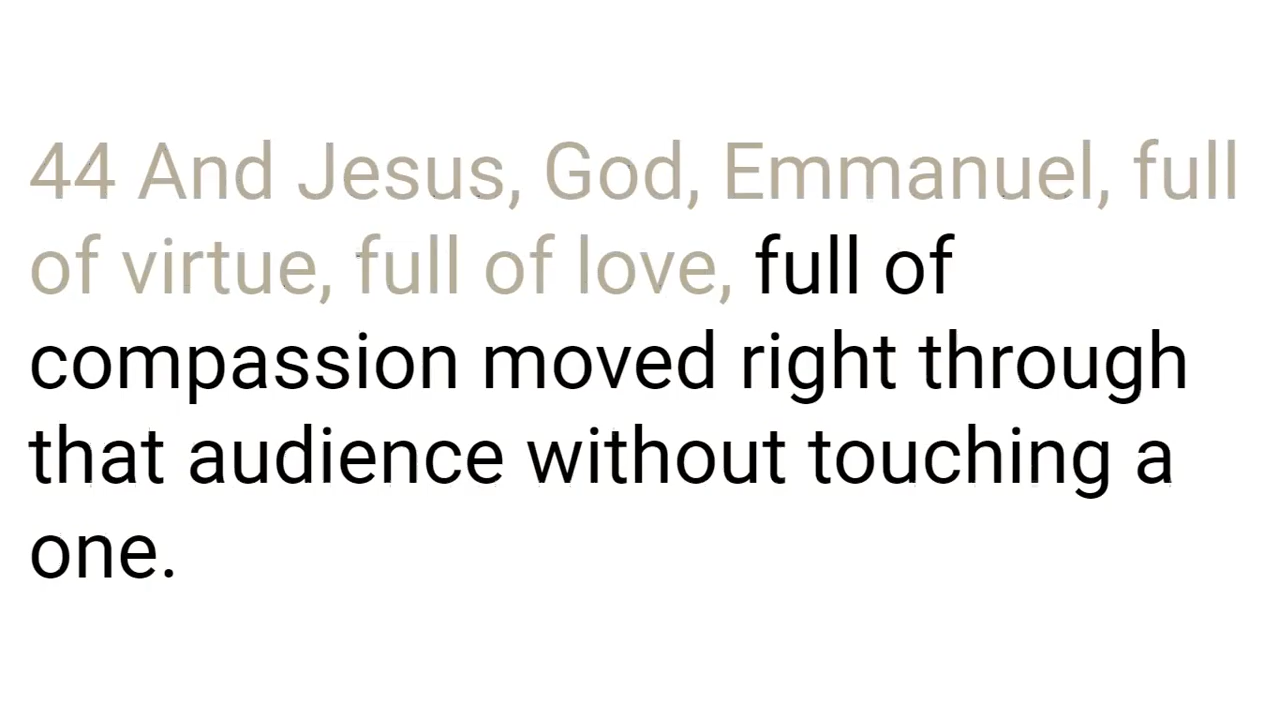 44 And Jesus, God, Emmanuel, full
of virtue, full of love, full of
compassion moved right through
that audience without touching a
one.